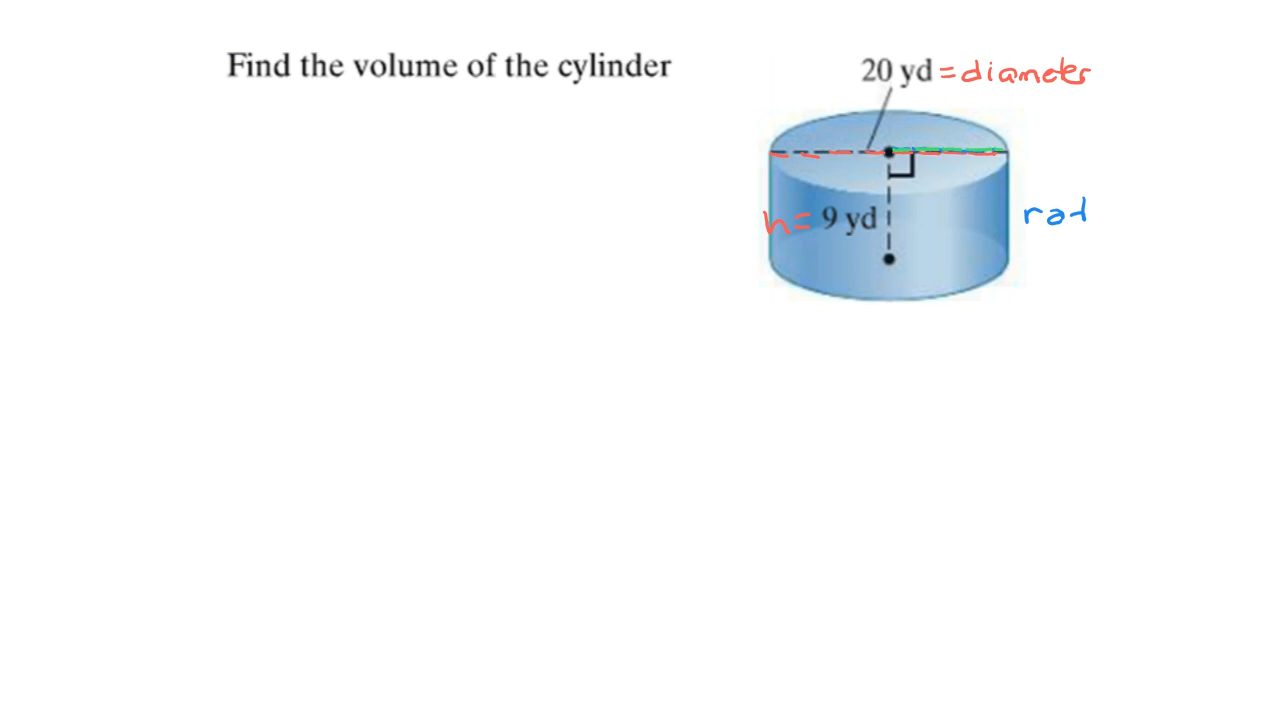 Find the volume of the cylinder
20 yd = diameter
h = 9 yd
rad